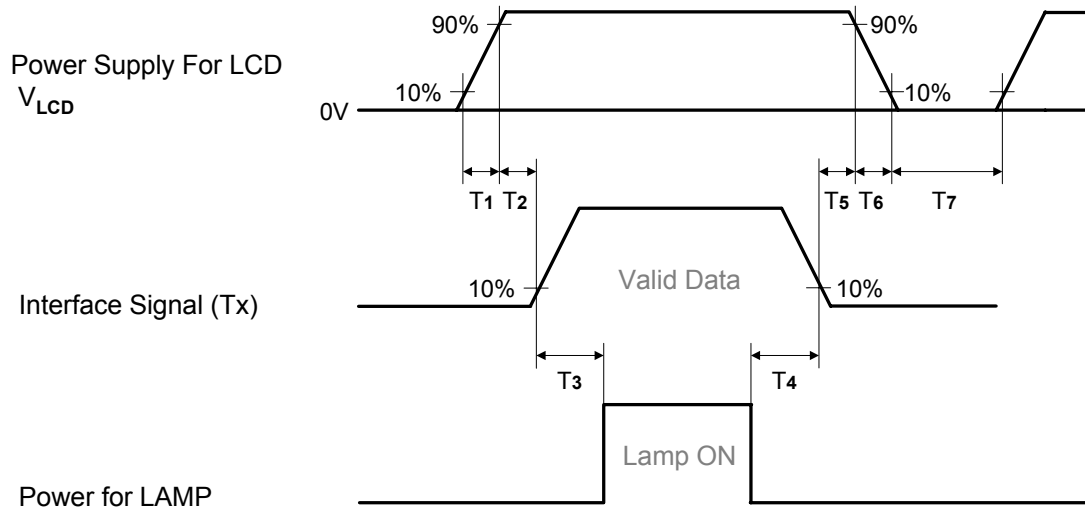 90% 90%
Power Supply For LCD
VLCD
10% 10%
0V
T1 T2 T5 T6 T7
Valid Data
10% 10%
Interface Signal (Tx)
T3 T4
Lamp ON
Power for LAMP